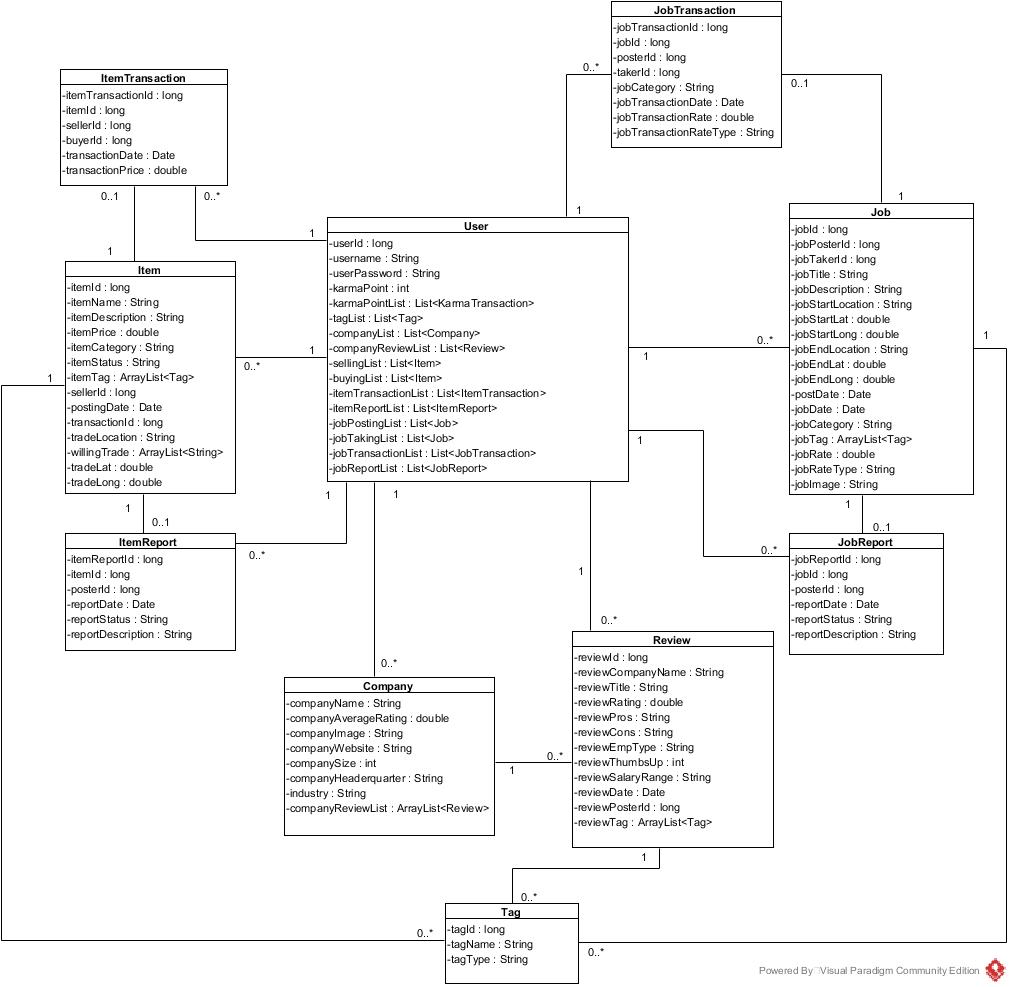 JobTransaction
-jobTransactionId : long
-jobId : long
-posterId : long
-takerId : long
-jobCategory : String
-jobTransactionDate : Date
-jobTransactionRate : double
-jobTransactionRateType : String
0..*
0..1
1
1
ItemTransaction
-itemTransactionId : long
-itemId : long
-sellerId : long
-buyerId : long
-transactionDate : Date
-transactionPrice : double
0..1
0..*
1
1
User
-userId : long
-username : String
-userPassword : String
-karmaPoint : int
-karmaPointList : List<KarmaTransaction>
-tagList : List<Tag>
-companyList : List<Company>
-companyReviewList : List<Review>
-sellingList : List<Item>
-buyingList : List<Item>
-itemTransactionList : List<ItemTransaction>
-itemReportList : List<ItemReport>
-jobPostingList : List<Job>
-jobTakingList : List<Job>
-jobTransactionList : List<JobTransaction>
-jobReportList : List<JobReport>
Job
-jobId : long
-jobPosterId : long
-jobTakerId : long
-jobTitle : String
-jobDescription : String
-jobStartLocation : String
-jobStartLat : double
-jobStartLong : double
-jobEndLocation : String
-jobEndLat : double
-jobEndLong : double
-postDate : Date
-jobDate : Date
-jobCategory : String
-jobTag : ArrayList<Tag>
-jobRate : double
-jobRateType : String
-jobImage : String
Item
-itemId : long
-itemName : String
-itemDescription : String
-itemPrice : double
-itemCategory : String
-itemStatus : String
-itemTag : ArrayList<Tag>
-sellerId : long
-postingDate : Date
-transactionId : long
-tradeLocation : String
-willingTrade : ArrayList<String>
-tradeLat : double
-tradeLong : double
1
0..*
1
1
0..*
1
1
1
0..1
1
1
1
0..*
1
0..1
0..*
1
0..*
0..*
ItemReport
-itemReportId : long
-itemId : long
-posterId : long
-reportDate : Date
-reportStatus : String
-reportDescription : String
JobReport
-jobReportId : long
-jobId : long
-posterId : long
-reportDate : Date
-reportStatus : String
-reportDescription : String
Company
-companyName : String
-companyAverageRating : double
-companyImage : String
-companyWebsite : String
-companySize : int
-companyHeaderquarter : String
-industry : String
-companyReviewList : ArrayList<Review>
1
0..*
Review
-reviewId : long
-reviewCompanyName : String
-reviewTitle : String
-reviewRating : double
-reviewPros : String
-reviewCons : String
-reviewEmpType : String
-reviewThumbsUp : int
-reviewSalaryRange : String
-reviewDate : Date
-reviewPosterId : long
-reviewTag : ArrayList<Tag>
1
0..*
0..*
0..*
Tag
-tagId : long
-tagName : String
-tagType : String
Powered By Visual Paradigm Community Edition